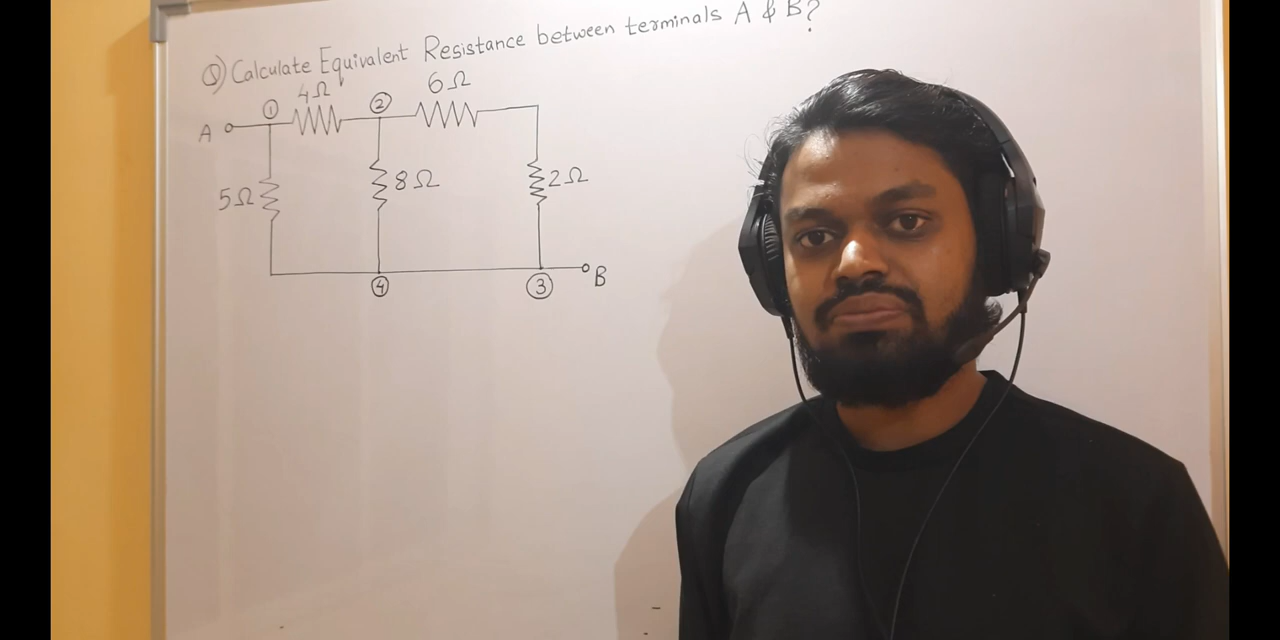 Q) Calculate Equivalent Resistance between terminals A & B?
4Ω
6Ω
① ②
A
5Ω
8Ω
2Ω
④ ③ B